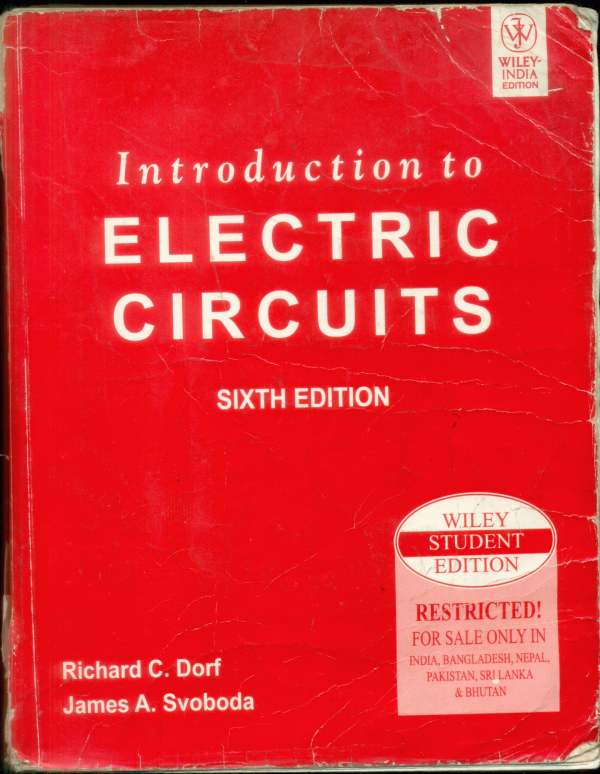 WILEY-
INDIA
EDITION
Introduction to
ELECTRIC
CIRCUITS
SIXTH EDITION
WILEY
STUDENT
EDITION
RESTRICTED!
FOR SALE ONLY IN
INDIA, BANGLADESH, NEPAL,
PAKISTAN, SRI LANKA
& BHUTAN
Richard C. Dorf
James A. Svoboda